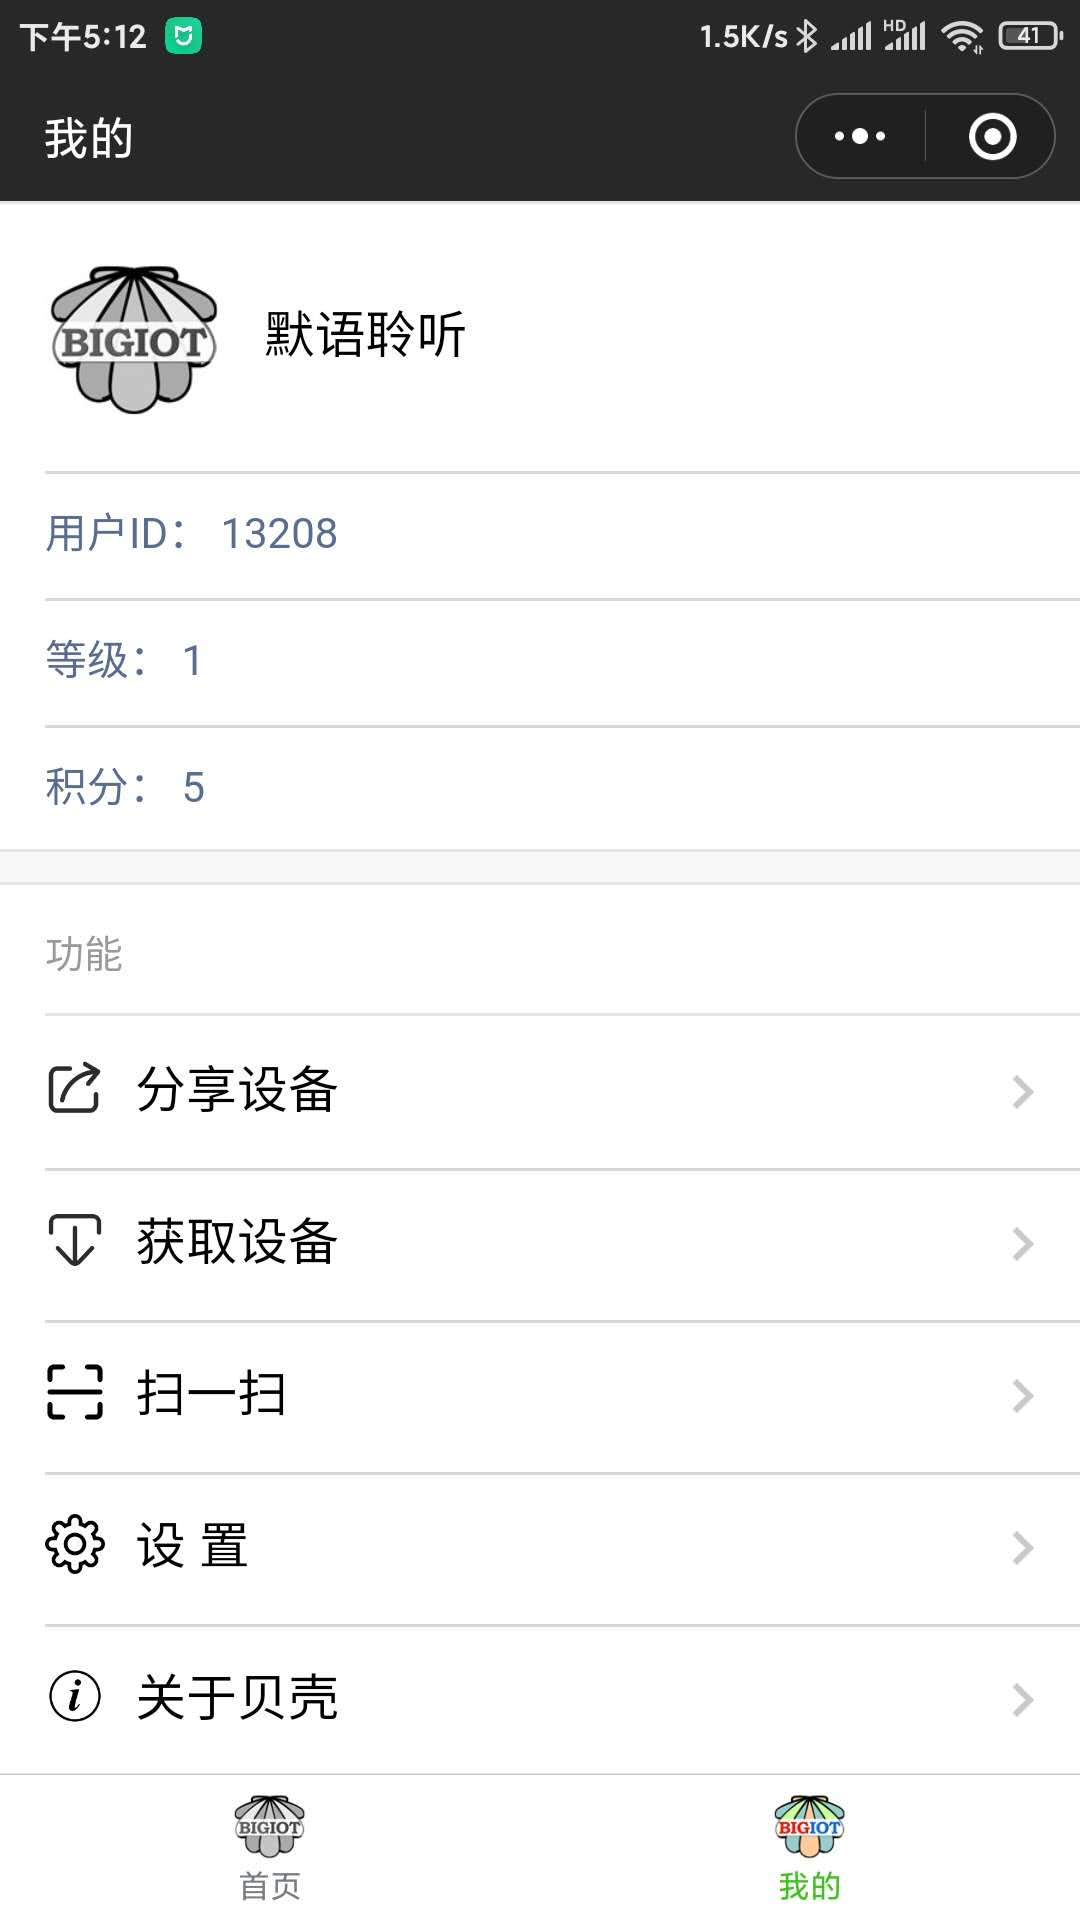 下午5:12 1.5K/s HD 41
我的
BIGIOT 默语聆听
用户ID： 13208
等级： 1
积分： 5
功能
分享设备
获取设备
扫一扫
设 置
关于贝壳
BIGIOT BIGIOT
首页 我的